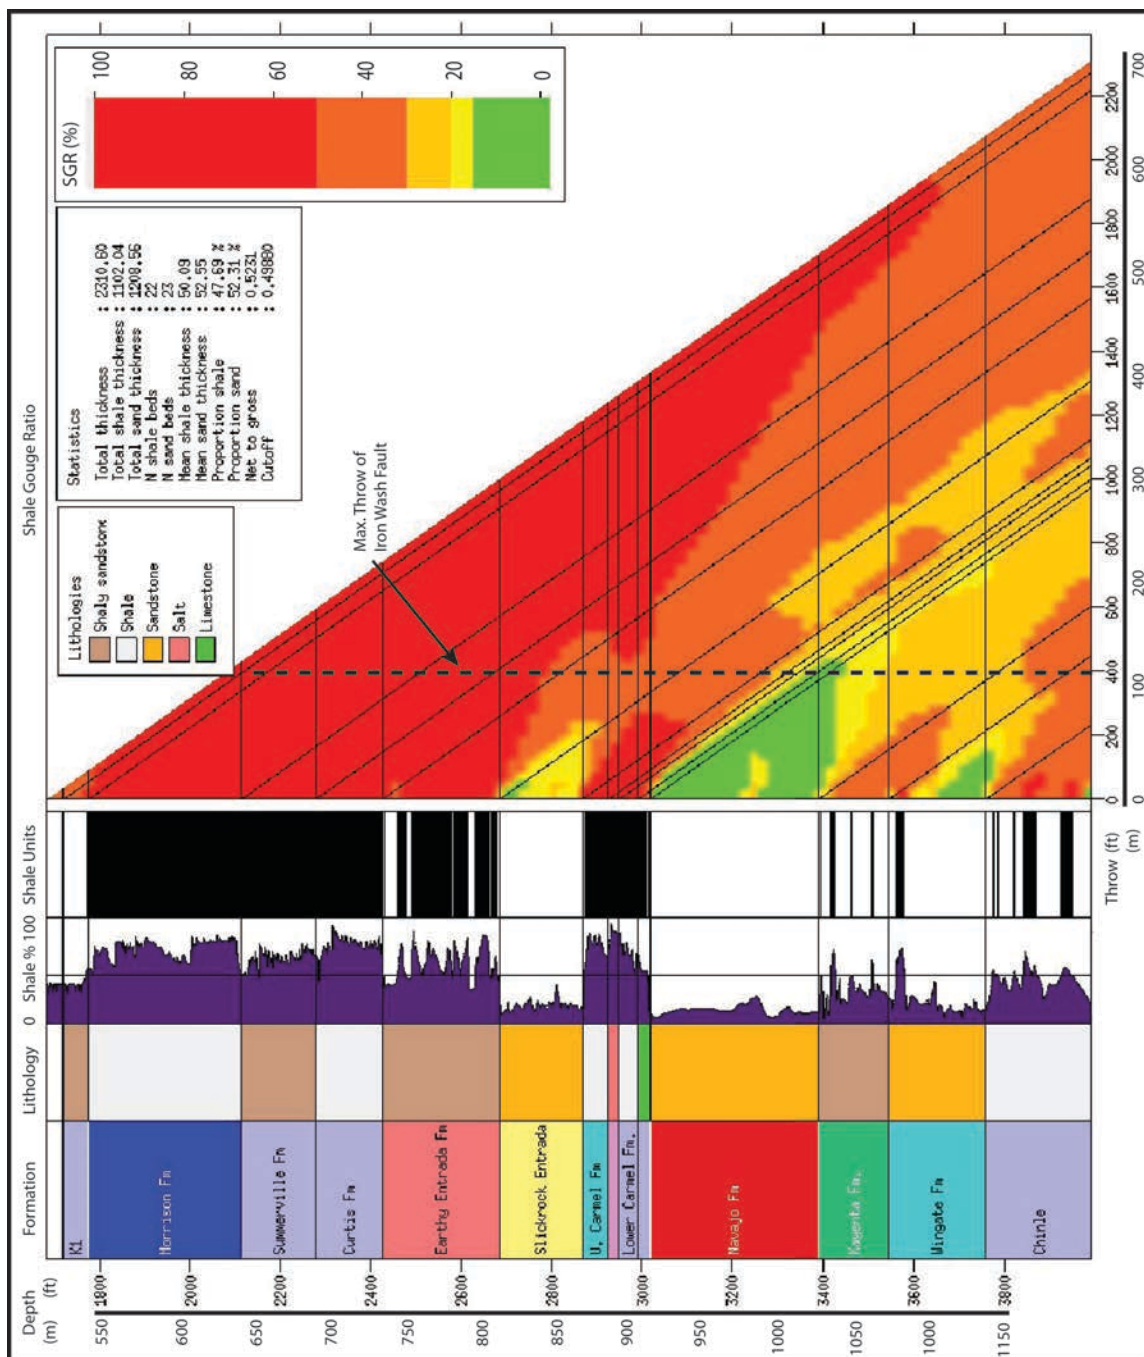 Shale Gouge Ratio
SGR (%)
100
80
60
40
20
0
Statistics
Total thickness : 2310.60
Total shale thickness : 1102.04
Total sand thickness : 1208.56
N shale beds : 22
N sand beds : 23
Mean shale thickness : 50.09
Mean sand thickness : 52.55
Proportion shale : 47.69 %
Proportion sand : 52.31 %
Net to gross : 0.5231
Cutoff : 0.49880
Lithologies
Shaly sandstone
Shale
Sandstone
Salt
Limestone
Max. Throw of
Iron Wash Fault
Depth (ft)
(m)
Formation
Lithology
0 Shale % 100
Shale Units
1800
2000
2200
2400
2600
2800
3000
3200
3400
3600
3800
550
600
650
700
750
800
850
900
950
1000
1050
1000
1150
Morrison Fm
Summerville Fm
Curtis Fm
Earthy Entrada Fm
Slickrock Entrada
U. Carmel Fm
Lower Carmel Fm.
Navajo Fm
Kayenta Fm.
Wingate Fm
Chinle
Throw (ft)
(m)
0
200
400
600
800
1000
1200
1400
1600
1800
2000
2200
0
100
200
300
400
500
600
700